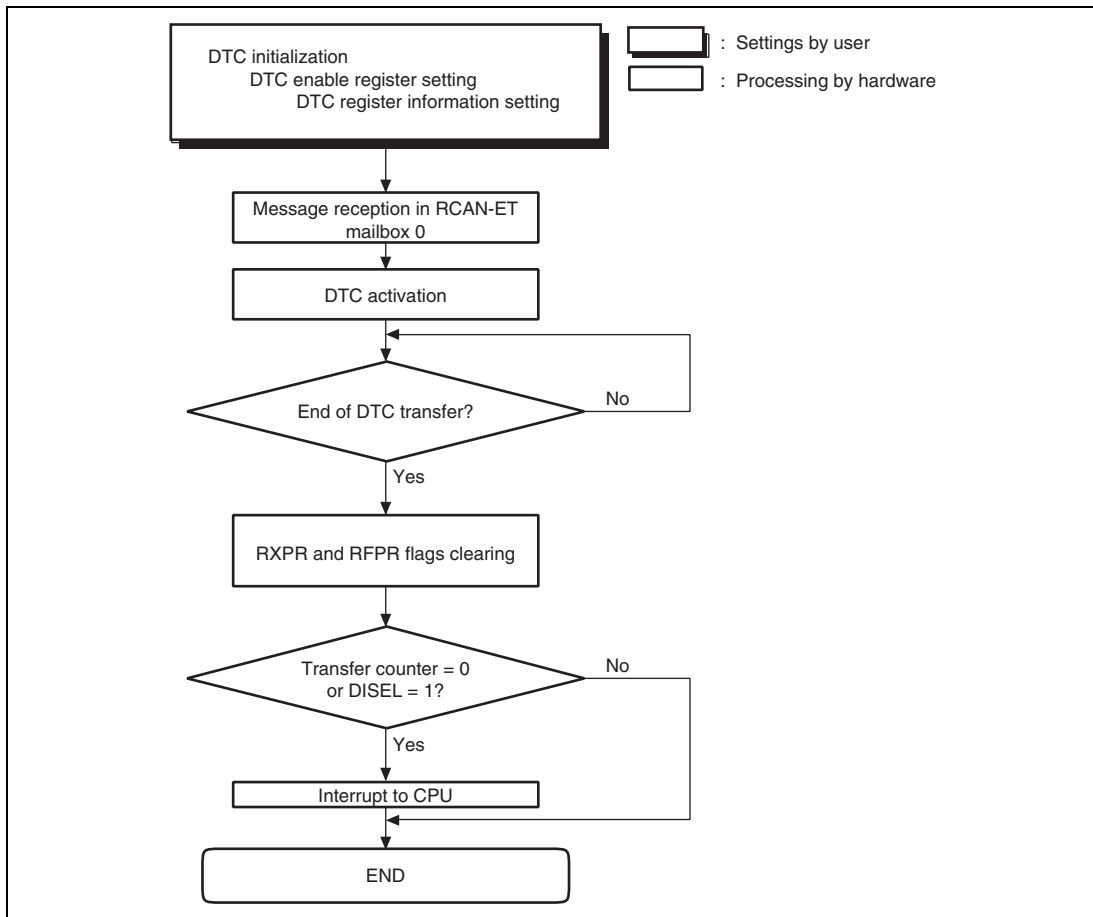 DTC initialization
DTC enable register setting
DTC register information setting
: Settings by user
: Processing by hardware
Message reception in RCAN-ET
mailbox 0
DTC activation
End of DTC transfer?
No
Yes
RXPR and RFPR flags clearing
Transfer counter = 0
or DISEL = 1?
No
Yes
Interrupt to CPU
END